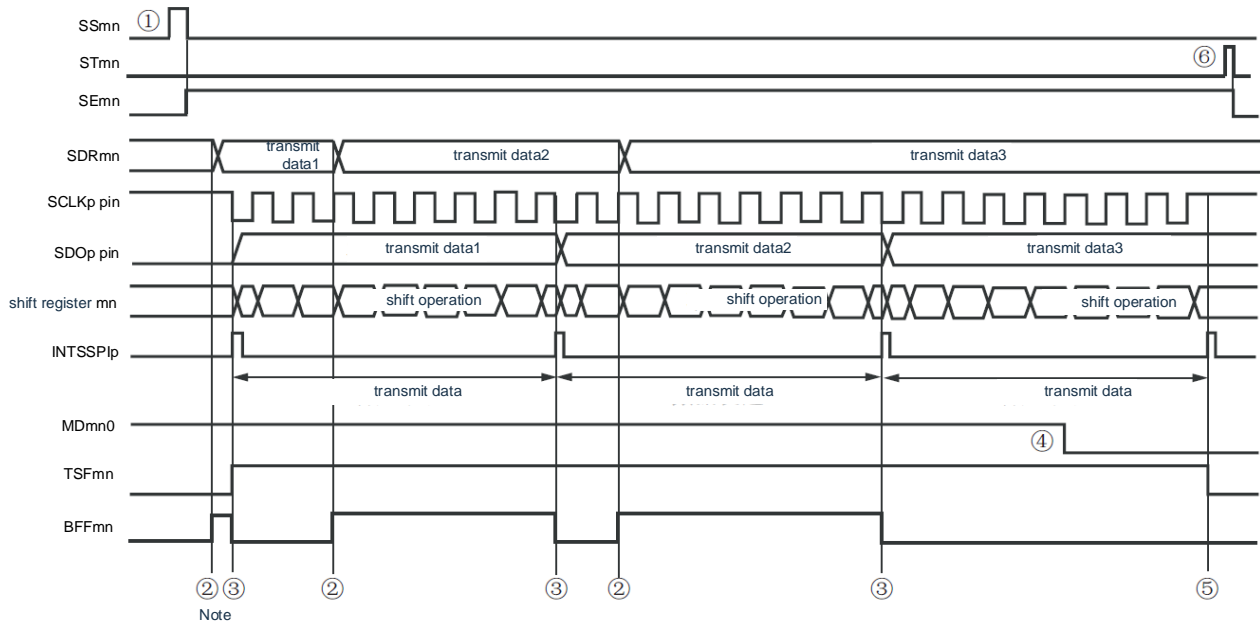 ①
SSmn
STmn
⑥
SEmn
SDRmn
transmit
data1
transmit data2
transmit data3
SCLKp pin
SDOp pin
transmit data1
transmit data2
transmit data3
shift register mn
shift operation
shift operation
shift operation
INTSSPIp
transmit data
transmit data
transmit data
MDmn0
④
TSFmn
BFFmn
② ③ ② ③ ② ③ ⑤
Note